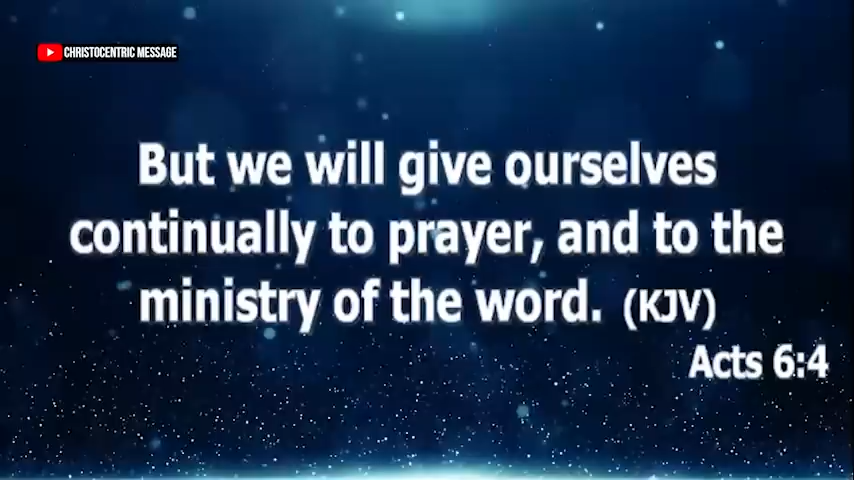 CHRISTOCENTRIC MESSAGE
But we will give ourselves
continually to prayer, and to the
ministry of the word. (KJV)
Acts 6:4